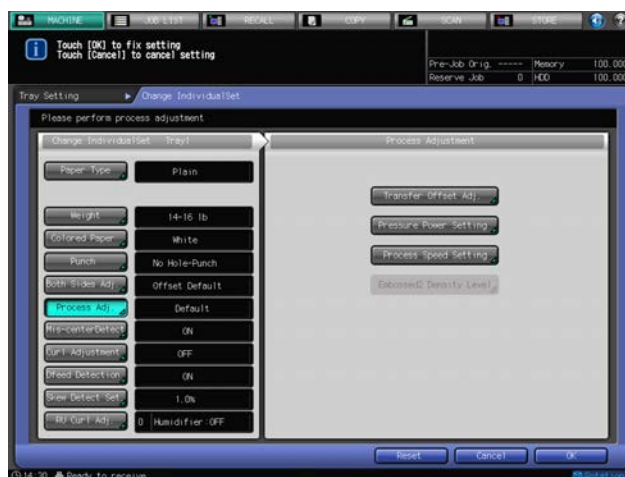 MACHINE JOB LIST RECALL COPY SCAN STORE
Touch [OK] to fix setting
Touch [Cancel] to cancel setting
Pre-Job Orig. ----- Memory 100.000
Reserve Job 0 HDD 100.000
Tray Setting Change IndividualSet
Please perform process adjustment
Change IndividualSet Tray1
Process Adjustment
Paper Type Plain
Weight 14-16 lb
Colored Paper White
Punch No Hole-Punch
Both Sides Adj. Offset Default
Process Adj. Default
Mis-centerDetect ON
Curl Adjustment OFF
Dfeed Detection ON
Skew Detect Set. 1.0%
RU Curl Adj. 0 Humidifier:OFF
Transfer Offset Adj.
Pressure Power Setting
Process Speed Setting
Embossed2 Density Level
Reset Cancel OK
14:30 Ready to receive
Rotation